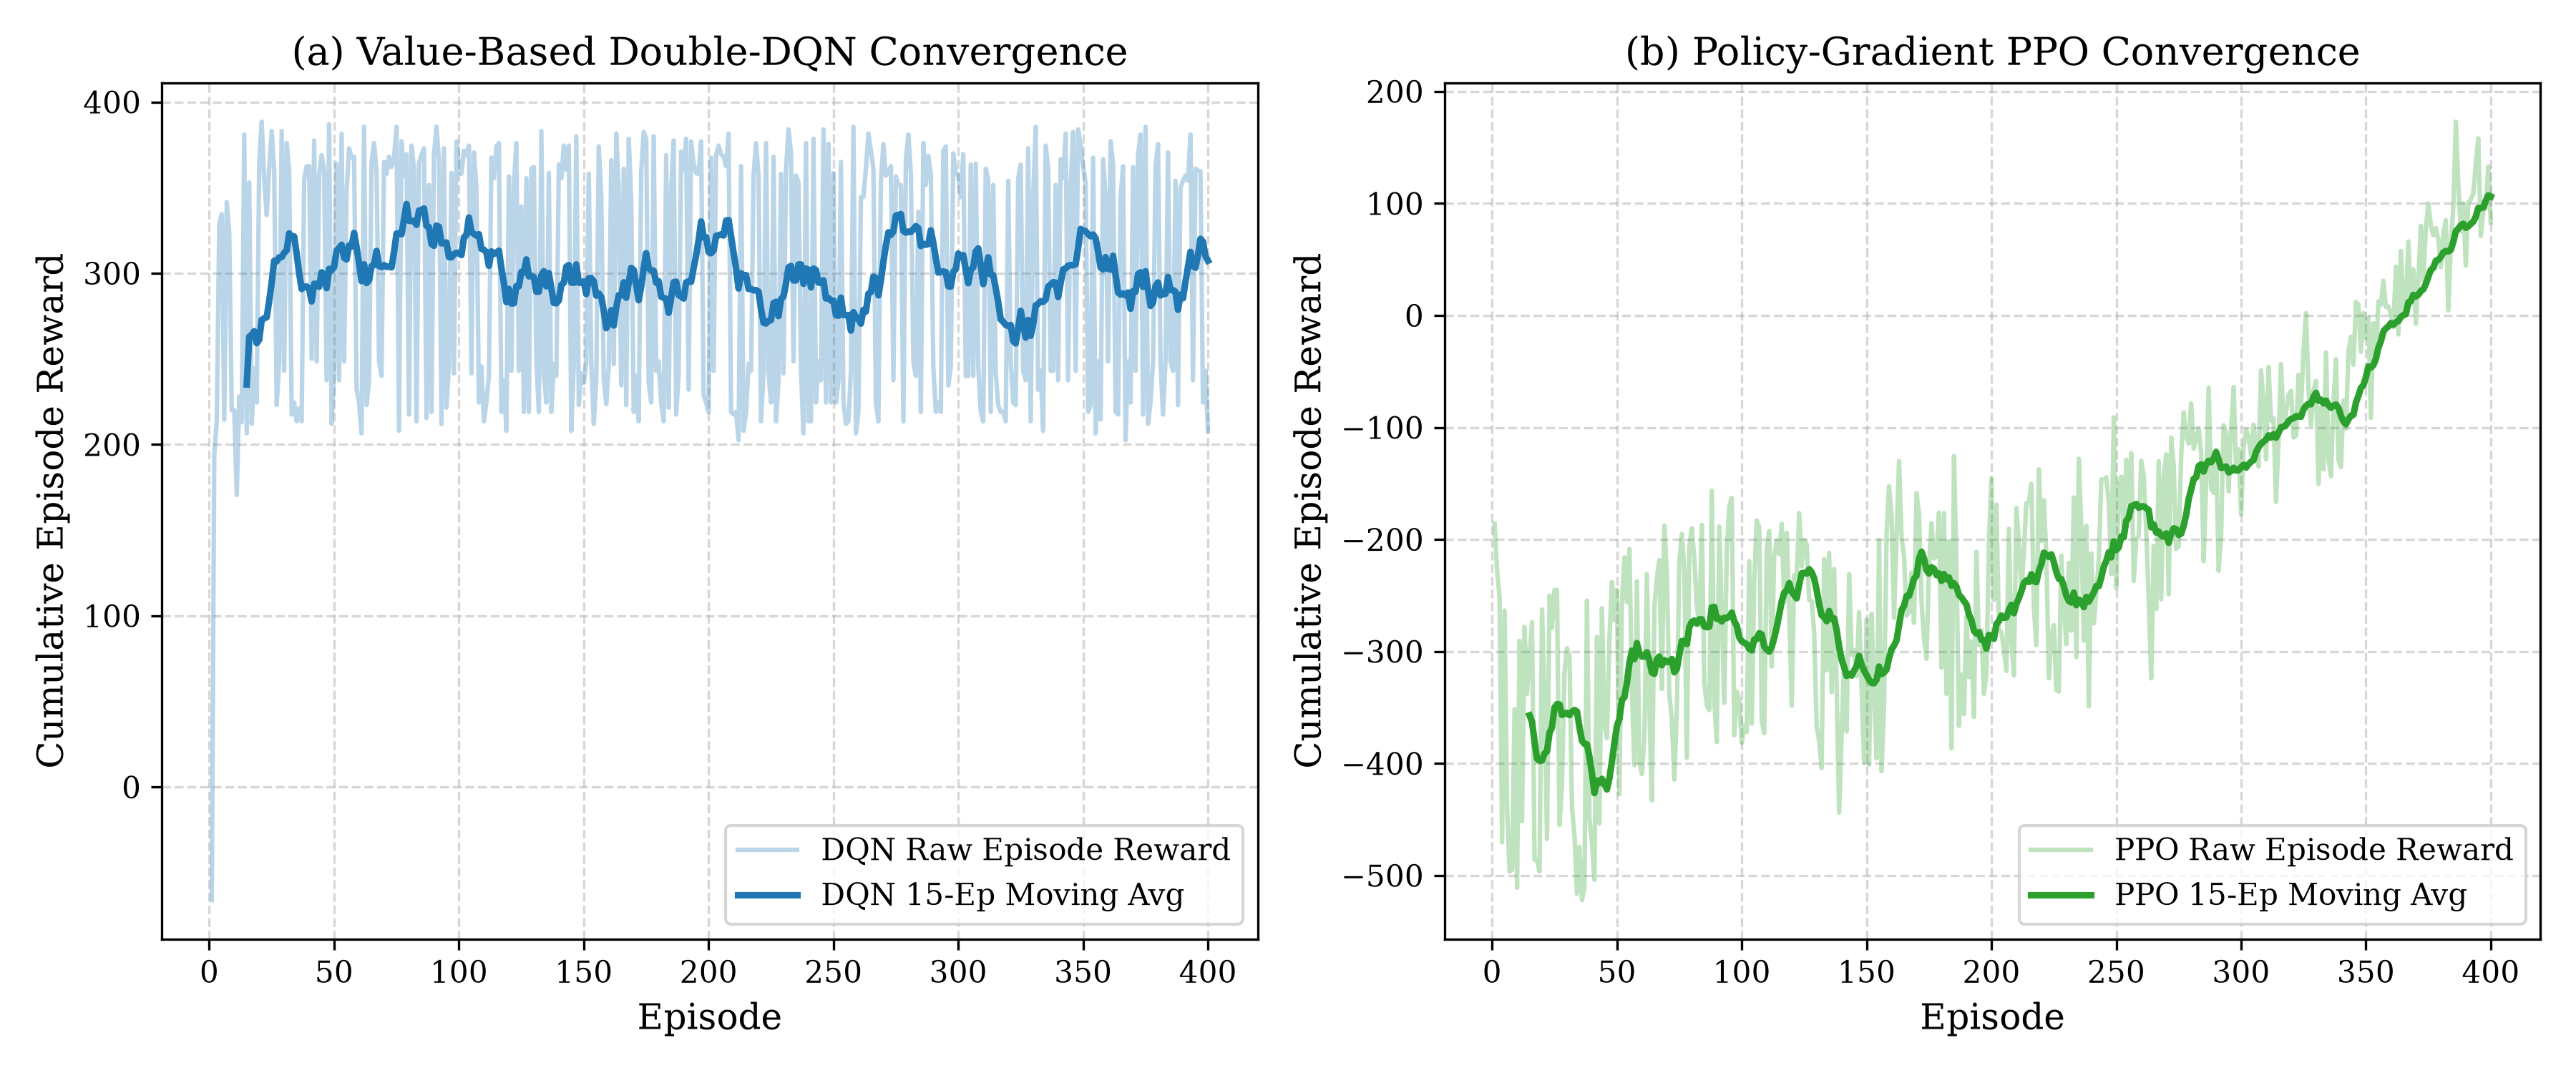 (a) Value-Based Double-DQN Convergence
Cumulative Episode Reward
400
300
200
100
0
0 50 100 150 200 250 300 350 400
Episode
DQN Raw Episode Reward
DQN 15-Ep Moving Avg
(b) Policy-Gradient PPO Convergence
Cumulative Episode Reward
200
100
0
−100
−200
−300
−400
−500
0 50 100 150 200 250 300 350 400
Episode
PPO Raw Episode Reward
PPO 15-Ep Moving Avg